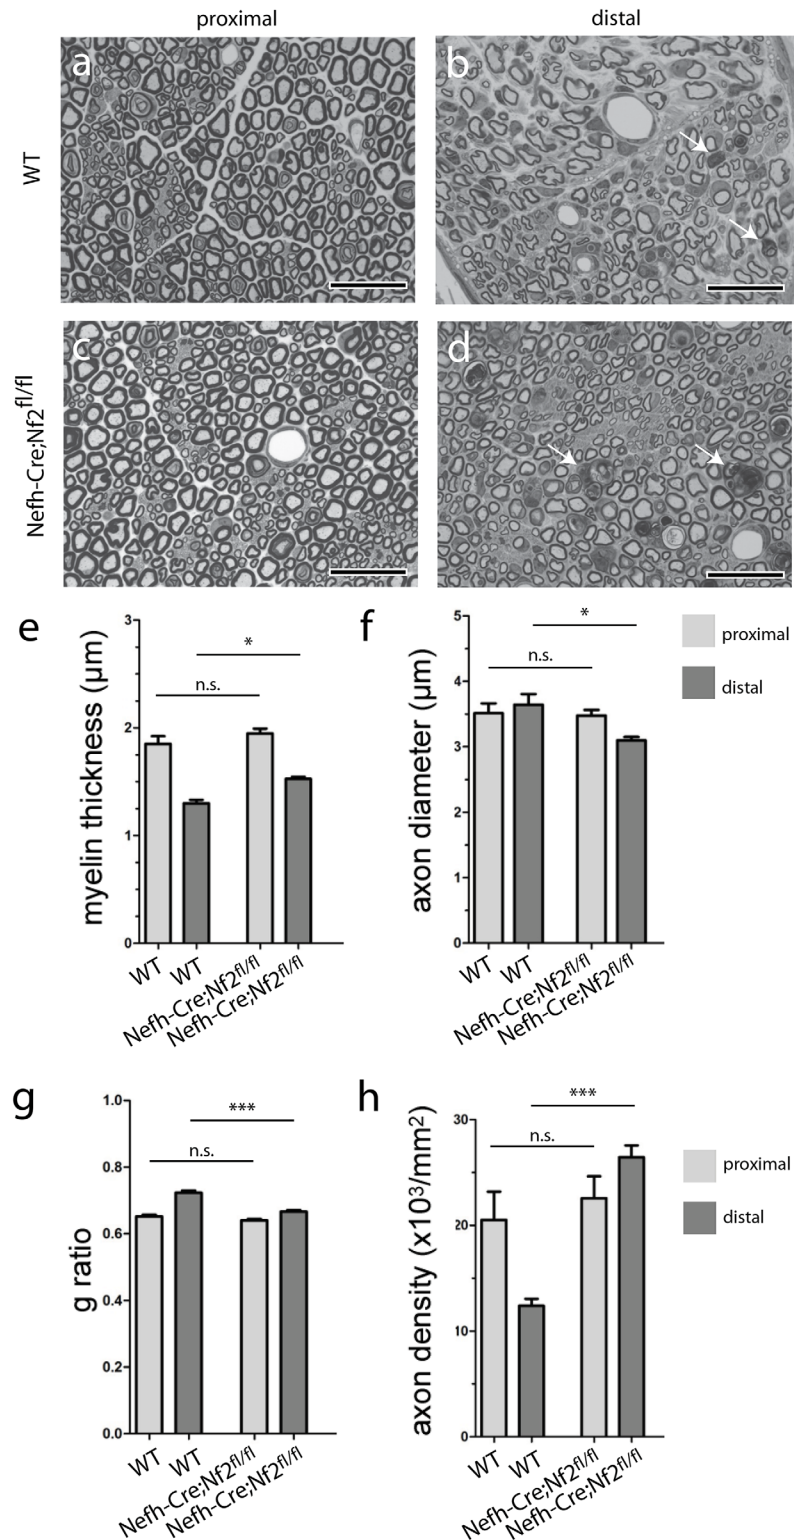 proximal
distal
WT
a
b
Nefh-Cre;Nf2fl/fl
c
d
e
myelin thickness (μm)
3
2
1
0
*
n.s.
WT
WT
Nefh-Cre;Nf2fl/fl
Nefh-Cre;Nf2fl/fl
f
axon diameter (μm)
5
4
3
2
1
0
*
n.s.
WT
WT
Nefh-Cre;Nf2fl/fl
Nefh-Cre;Nf2fl/fl
proximal
distal
g
g ratio
1.0
0.8
0.6
0.4
0.2
0.0
***
n.s.
WT
WT
Nefh-Cre;Nf2fl/fl
Nefh-Cre;Nf2fl/fl
h
axon density (x10³/mm²)
30
20
10
0
***
n.s.
WT
WT
Nefh-Cre;Nf2fl/fl
Nefh-Cre;Nf2fl/fl
proximal
distal